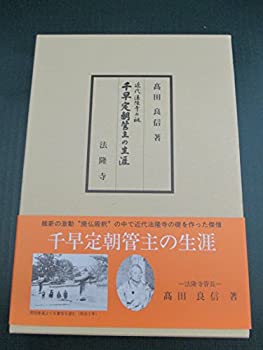 高田良信著
近代法隆寺の祖
千早定朝管主の生涯
法隆寺
維新の激動“廃仏毀釈”の中で近代法隆寺の礎を作った傑僧
千早定朝管主の生涯
―法隆寺管長―
高田良信 著